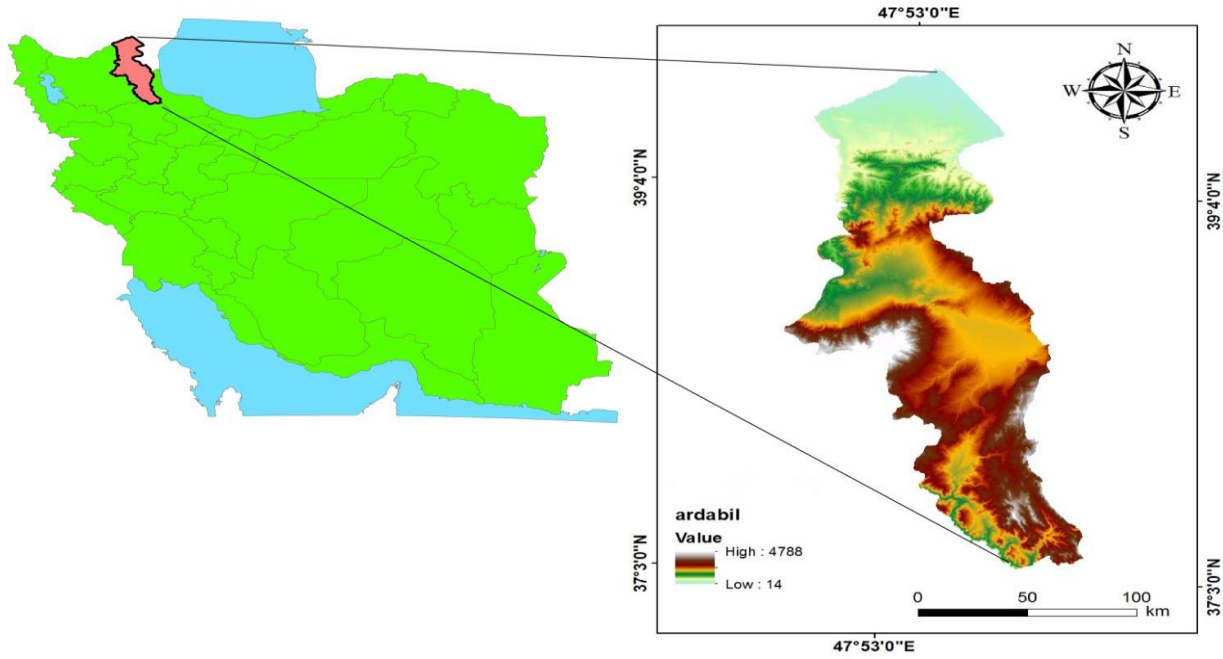 47°53'0"E
N
W
E
S
39°4'0"N
39°4'0"N
ardabil
Value
High : 4788
Low : 14
37°3'0"N
37°3'0"N
0
50
100
km
47°53'0"E